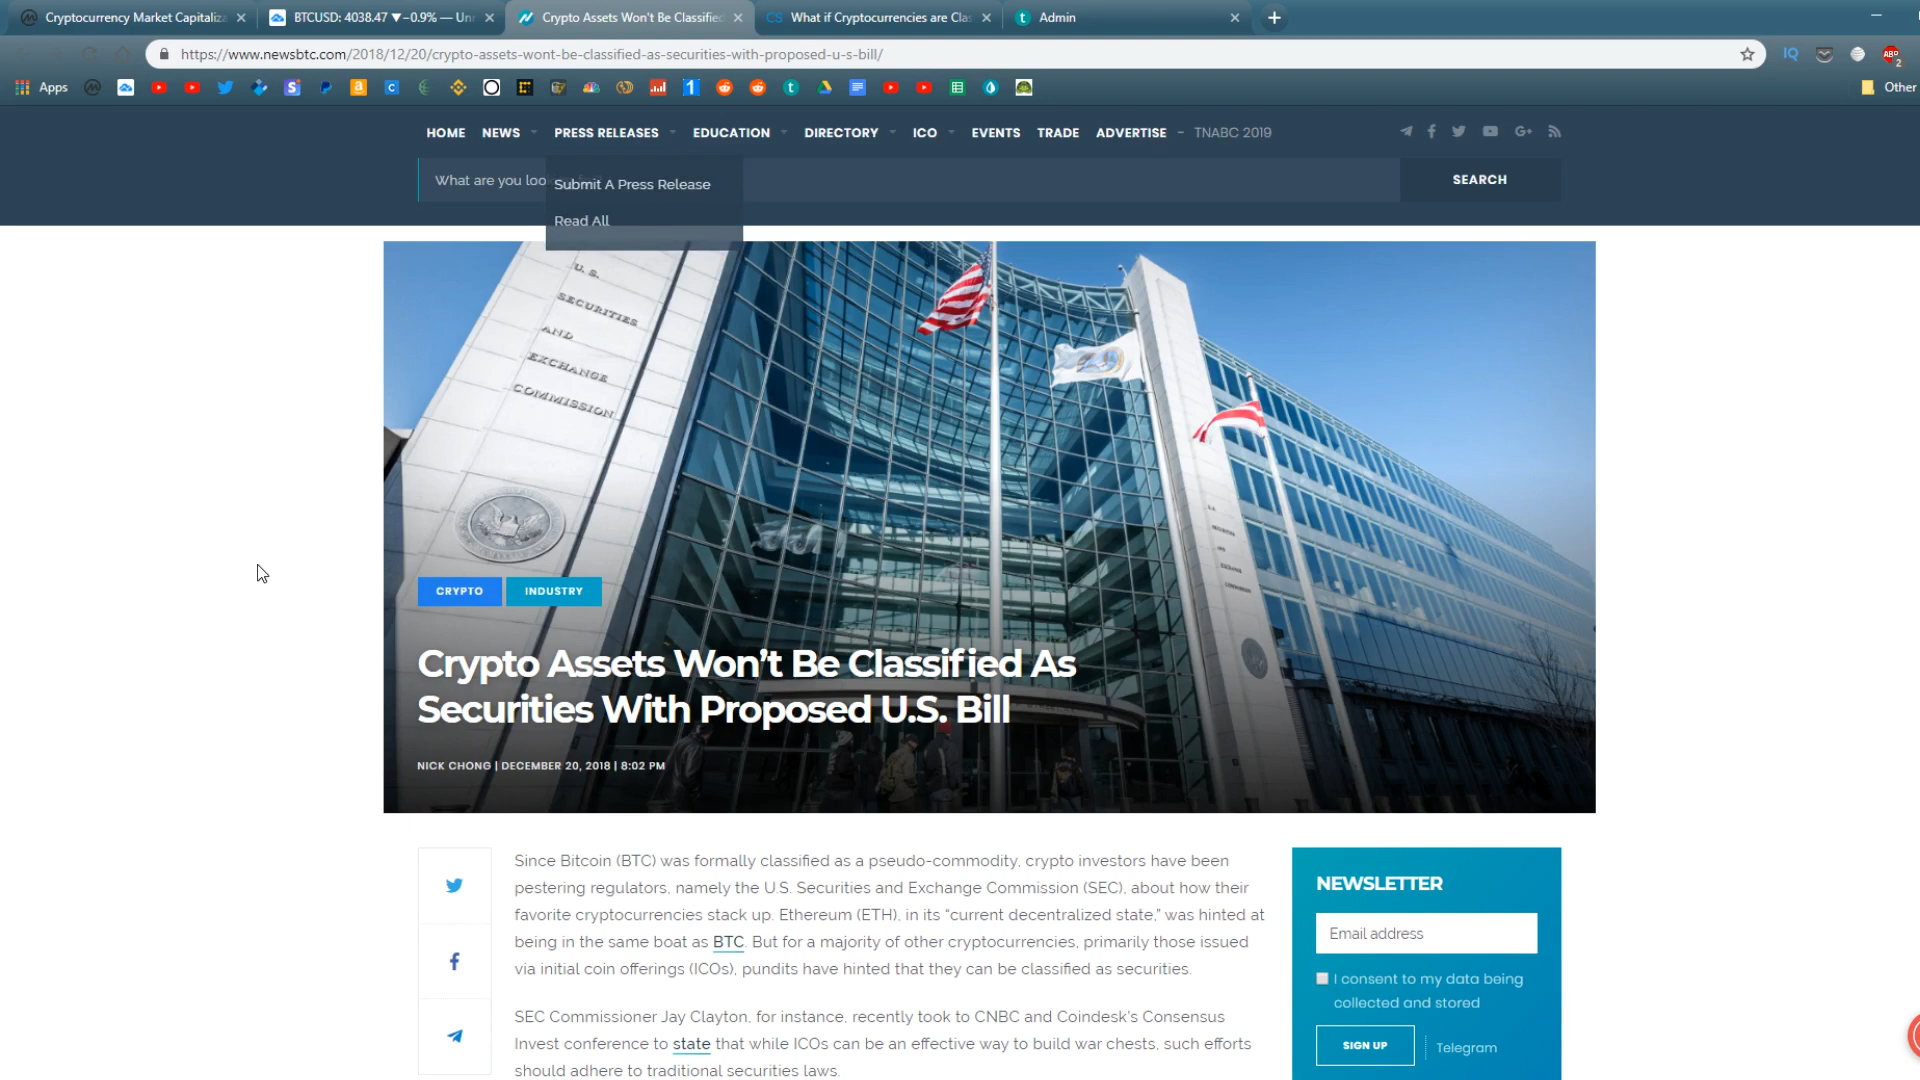 Cryptocurrency Market Capitaliza
BTCUSD: 4038.47 ▼−0.9% — Un
Crypto Assets Won't Be Classified
CS What if Cryptocurrencies are Clas
t Admin
https://www.newsbtc.com/2018/12/20/crypto-assets-wont-be-classified-as-securities-with-proposed-u-s-bill/
IQ
ABP
2
Apps
Other
HOME NEWS PRESS RELEASES EDUCATION DIRECTORY ICO EVENTS TRADE ADVERTISE – TNABC 2019
What are you loo
SEARCH
Submit A Press Release
Read All
U. S.
SECURITIES
AND
EXCHANGE
COMMISSION
CRYPTO INDUSTRY
Crypto Assets Won’t Be Classified As
Securities With Proposed U.S. Bill
NICK CHONG | DECEMBER 20, 2018 | 8:02 PM
Since Bitcoin (BTC) was formally classified as a pseudo-commodity, crypto investors have been
pestering regulators, namely the U.S. Securities and Exchange Commission (SEC), about how their
favorite cryptocurrencies stack up. Ethereum (ETH), in its “current decentralized state,” was hinted at
being in the same boat as BTC. But for a majority of other cryptocurrencies, primarily those issued
via initial coin offerings (ICOs), pundits have hinted that they can be classified as securities.
SEC Commissioner Jay Clayton, for instance, recently took to CNBC and Coindesk’s Consensus
Invest conference to state that while ICOs can be an effective way to build war chests, such efforts
should adhere to traditional securities laws.
NEWSLETTER
Email address
I consent to my data being
collected and stored
SIGN UP
Telegram